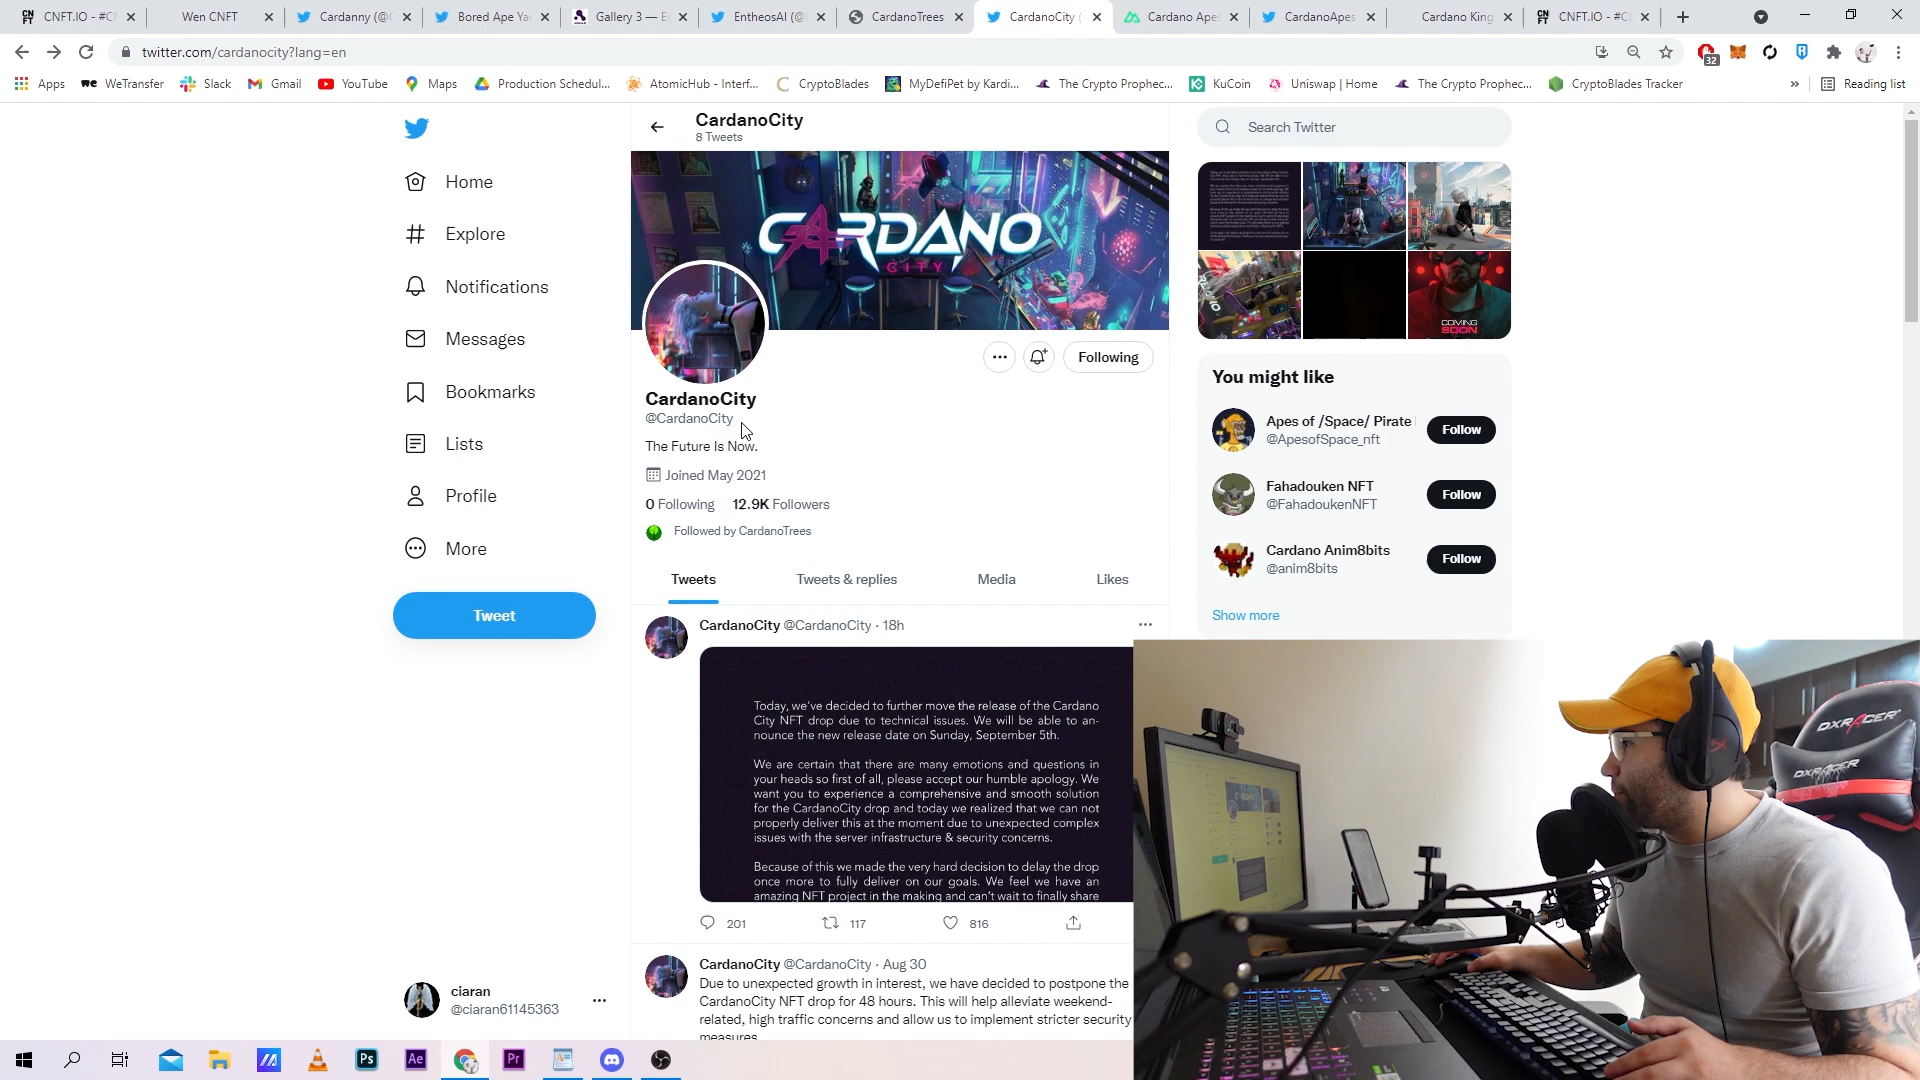 CNFT.IO - #C
Wen CNFT
Cardanny (@
Bored Ape Ya
Gallery 3 — E
EntheosAI (@
CardanoTrees
CardanoCity (
Cardano Apes
CardanoApes
Cardano King
CNFT.IO - #C
twitter.com/cardanocity?lang=en
32
Apps
WeTransfer
Slack
Gmail
YouTube
Maps
Production Schedul...
AtomicHub - Interf...
CryptoBlades
MyDefiPet by Kardi...
The Crypto Prophec...
KuCoin
Uniswap | Home
The Crypto Prophec...
CryptoBlades Tracker
»
Reading list
Home
Explore
Notifications
Messages
Bookmarks
Lists
Profile
More
Tweet
ciaran
@ciaran61145363
CardanoCity
8 Tweets
CARDANO
CITY
Following
CardanoCity
@CardanoCity
The Future Is Now.
Joined May 2021
0 Following 12.9K Followers
Followed by CardanoTrees
Tweets
Tweets & replies
Media
Likes
CardanoCity @CardanoCity · 18h
Today, we've decided to further move the release of the Cardano
City NFT drop due to technical issues. We will be able to an-
nounce the new release date on Sunday, September 5th.
We are certain that there are many emotions and questions in
your heads so first of all, please accept our humble apology. We
want you to experience a comprehensive and smooth solution
for the CardanoCity drop and today we realized that we can not
properly deliver this at the moment due to unexpected complex
issues with the server infrastructure & security concerns.
Because of this we made the very hard decision to delay the drop
once more to fully deliver on our goals. We feel we have an
amazing NFT project in the making and can't wait to finally share
201
117
816
CardanoCity @CardanoCity · Aug 30
Due to unexpected growth in interest, we have decided to postpone the
CardanoCity NFT drop for 48 hours. This will help alleviate weekend-
related, high traffic concerns and allow us to implement stricter security
measures
Search Twitter
COMING
SOON
You might like
Apes of /Space/ Pirate
@ApesofSpace_nft
Follow
Fahadouken NFT
@FahadoukenNFT
Follow
Cardano Anim8bits
@anim8bits
Follow
Show more
DXRACER
DXRACER
Ps
Ae
Pr